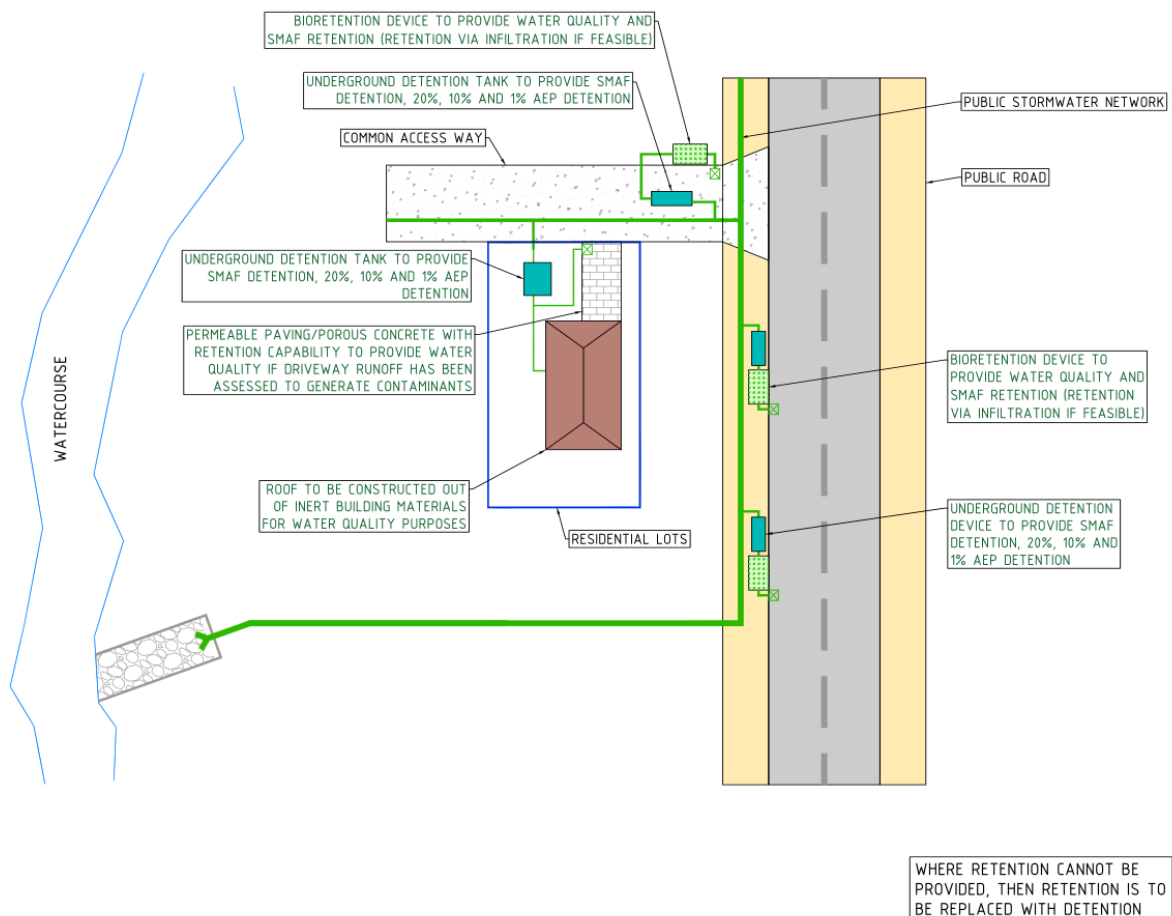 BIORETENTION DEVICE TO PROVIDE WATER QUALITY AND
SMAF RETENTION (RETENTION VIA INFILTRATION IF FEASIBLE)
UNDERGROUND DETENTION TANK TO PROVIDE SMAF
DETENTION, 20%, 10% AND 1% AEP DETENTION
COMMON ACCESS WAY
PUBLIC STORMWATER NETWORK
PUBLIC ROAD
UNDERGROUND DETENTION TANK TO PROVIDE
SMAF DETENTION, 20%, 10% AND 1% AEP
DETENTION
PERMEABLE PAVING/POROUS CONCRETE WITH
RETENTION CAPABILITY TO PROVIDE WATER
QUALITY IF DRIVEWAY RUNOFF HAS BEEN
ASSESSED TO GENERATE CONTAMINANTS
WATERCOURSE
BIORETENTION DEVICE TO
PROVIDE WATER QUALITY AND
SMAF RETENTION (RETENTION
VIA INFILTRATION IF FEASIBLE)
ROOF TO BE CONSTRUCTED OUT
OF INERT BUILDING MATERIALS
FOR WATER QUALITY PURPOSES
RESIDENTIAL LOTS
UNDERGROUND DETENTION
DEVICE TO PROVIDE SMAF
DETENTION, 20%, 10% AND
1% AEP DETENTION
WHERE RETENTION CANNOT BE
PROVIDED, THEN RETENTION IS TO
BE REPLACED WITH DETENTION